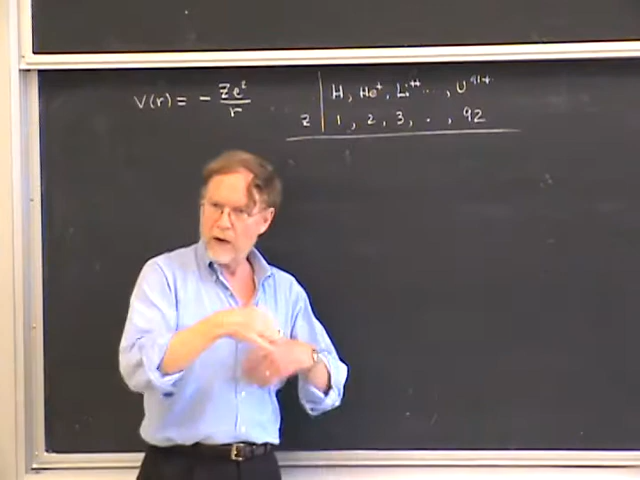 V(r) = - Ze²/r
H, He⁺, Li⁺⁺ ..., U⁹¹⁺
Z 1, 2, 3, ., 92